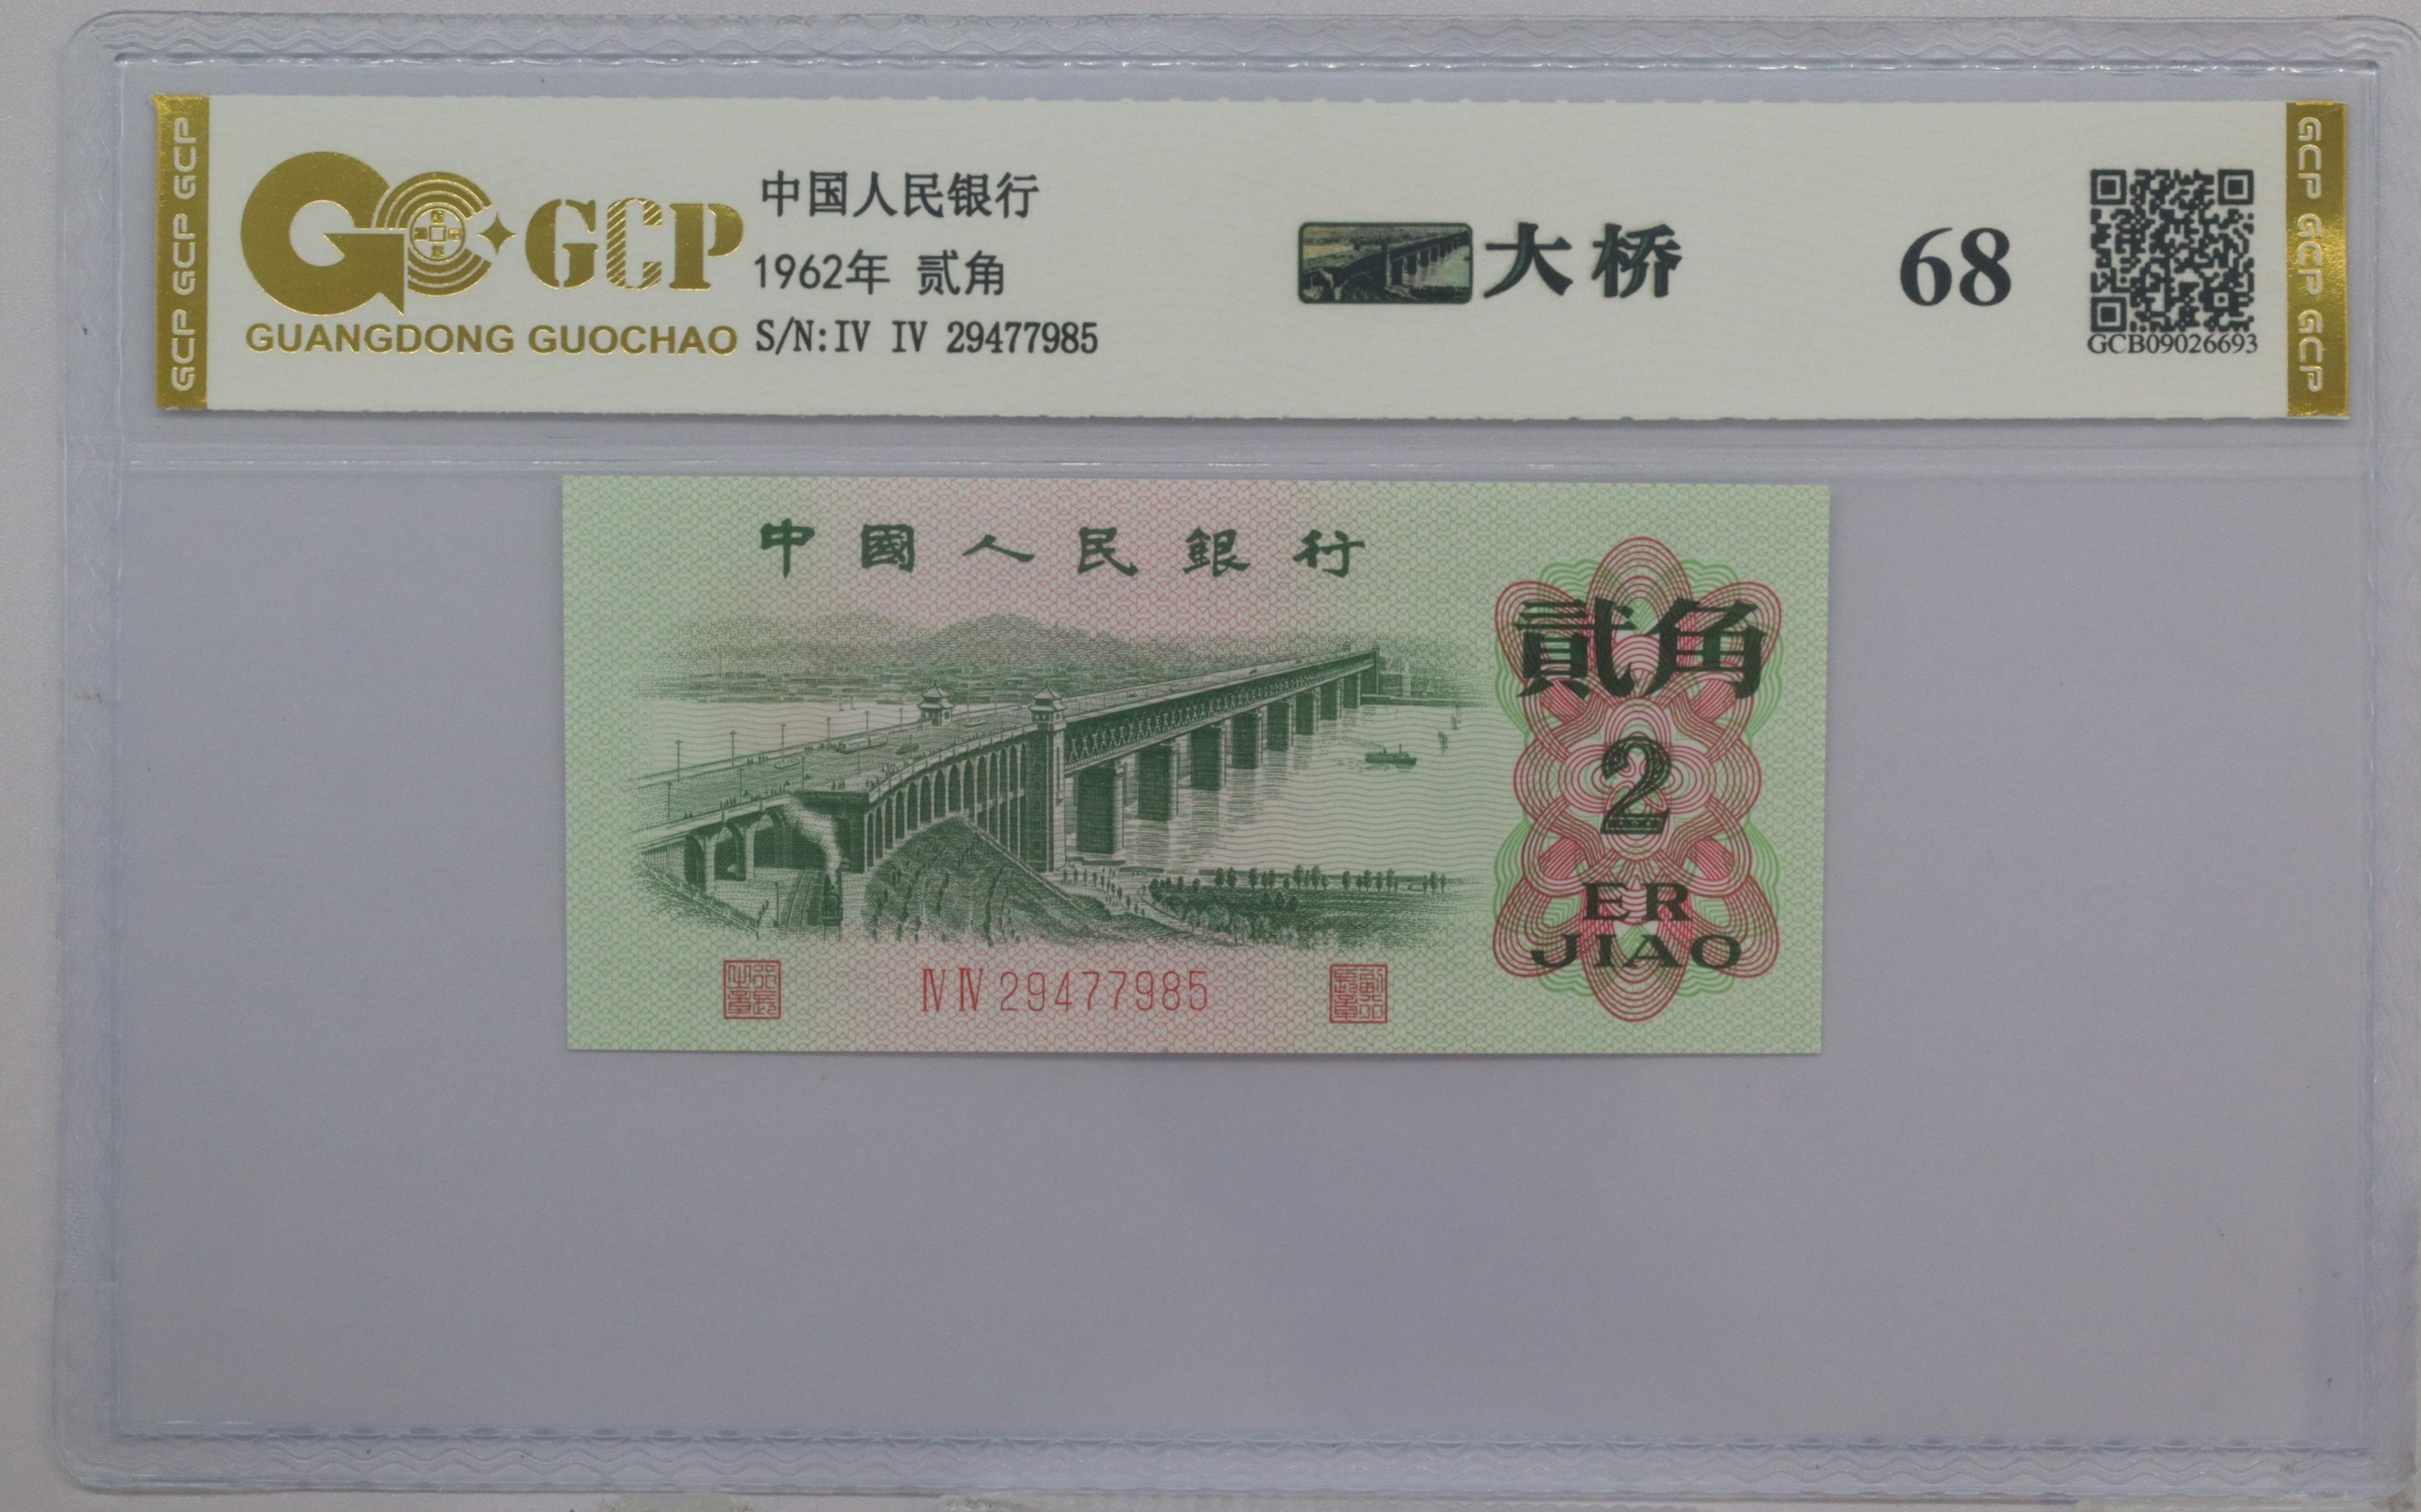 GCP GCP GCP
GCP
GUANGDONG GUOCHAO
中国人民银行
1962年 贰角
S/N:IV IV 29477985
大桥
68
GCB09026693
GCP GCP GCP
中國人民銀行
貳角
2
ER
JIAO
IV IV 29477985